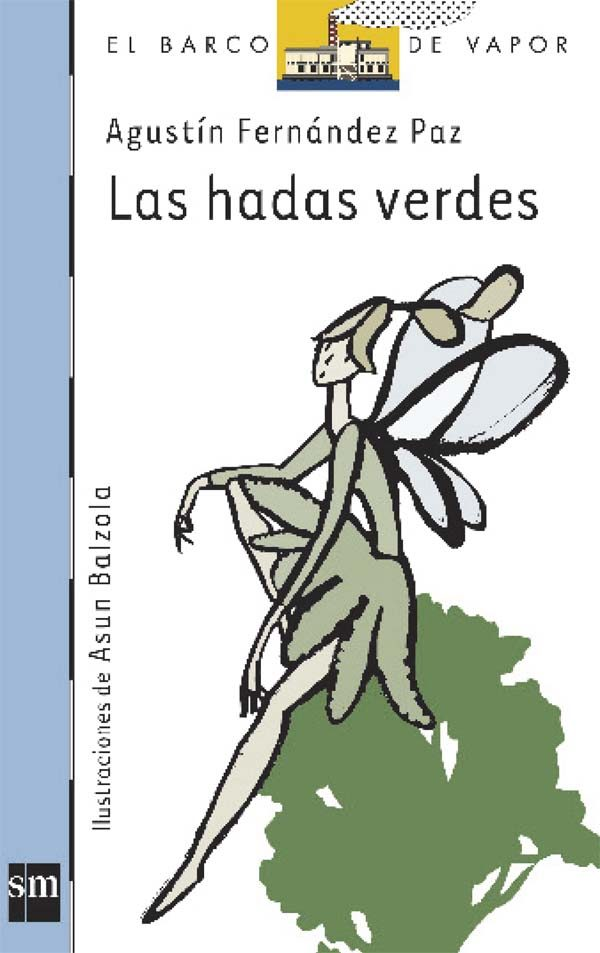 EL BARCO DE VAPOR
Agustín Fernández Paz
Las hadas verdes
Ilustraciones de Asun Balzola
sm